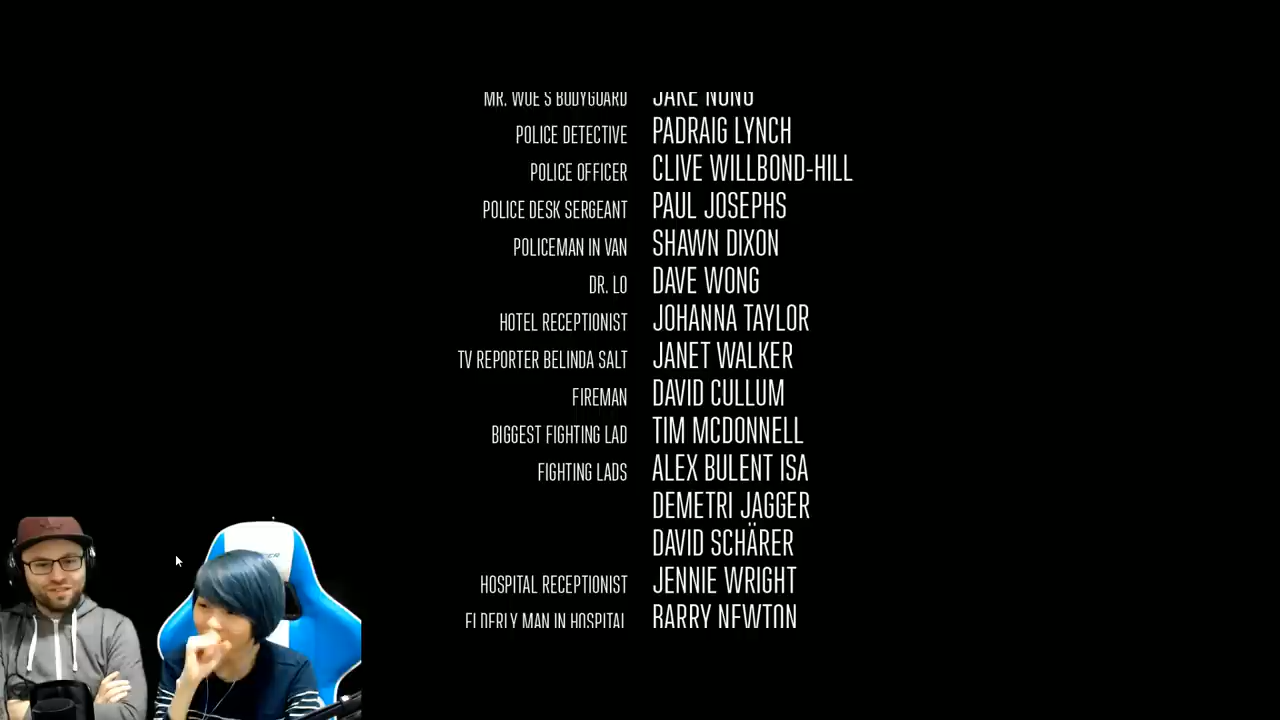 MR. WOE'S BODYGUARD JAKE NUNG
POLICE DETECTIVE PADRAIG LYNCH
POLICE OFFICER CLIVE WILLBOND-HILL
POLICE DESK SERGEANT PAUL JOSEPHS
POLICEMAN IN VAN SHAWN DIXON
DR. LO DAVE WONG
HOTEL RECEPTIONIST JOHANNA TAYLOR
TV REPORTER BELINDA SALT JANET WALKER
FIREMAN DAVID CULLUM
BIGGEST FIGHTING LAD TIM MCDONNELL
FIGHTING LADS ALEX BULENT ISA
DEMETRI JAGGER
DAVID SCHÄRER
HOSPITAL RECEPTIONIST JENNIE WRIGHT
ELDERLY MAN IN HOSPITAL BARRY NEWTON